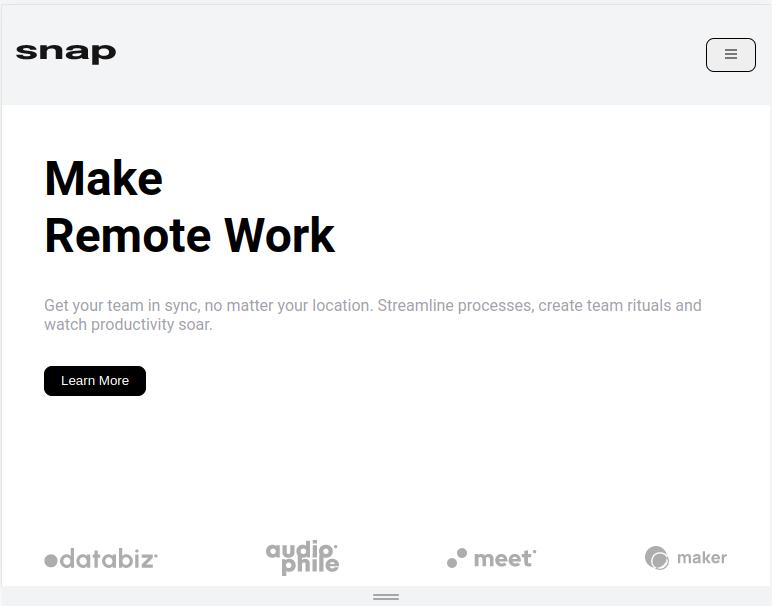 snap
Make
Remote Work
Get your team in sync, no matter your location. Streamline processes, create team rituals and
watch productivity soar.
Learn More
databiz
audio
phile
meet
maker